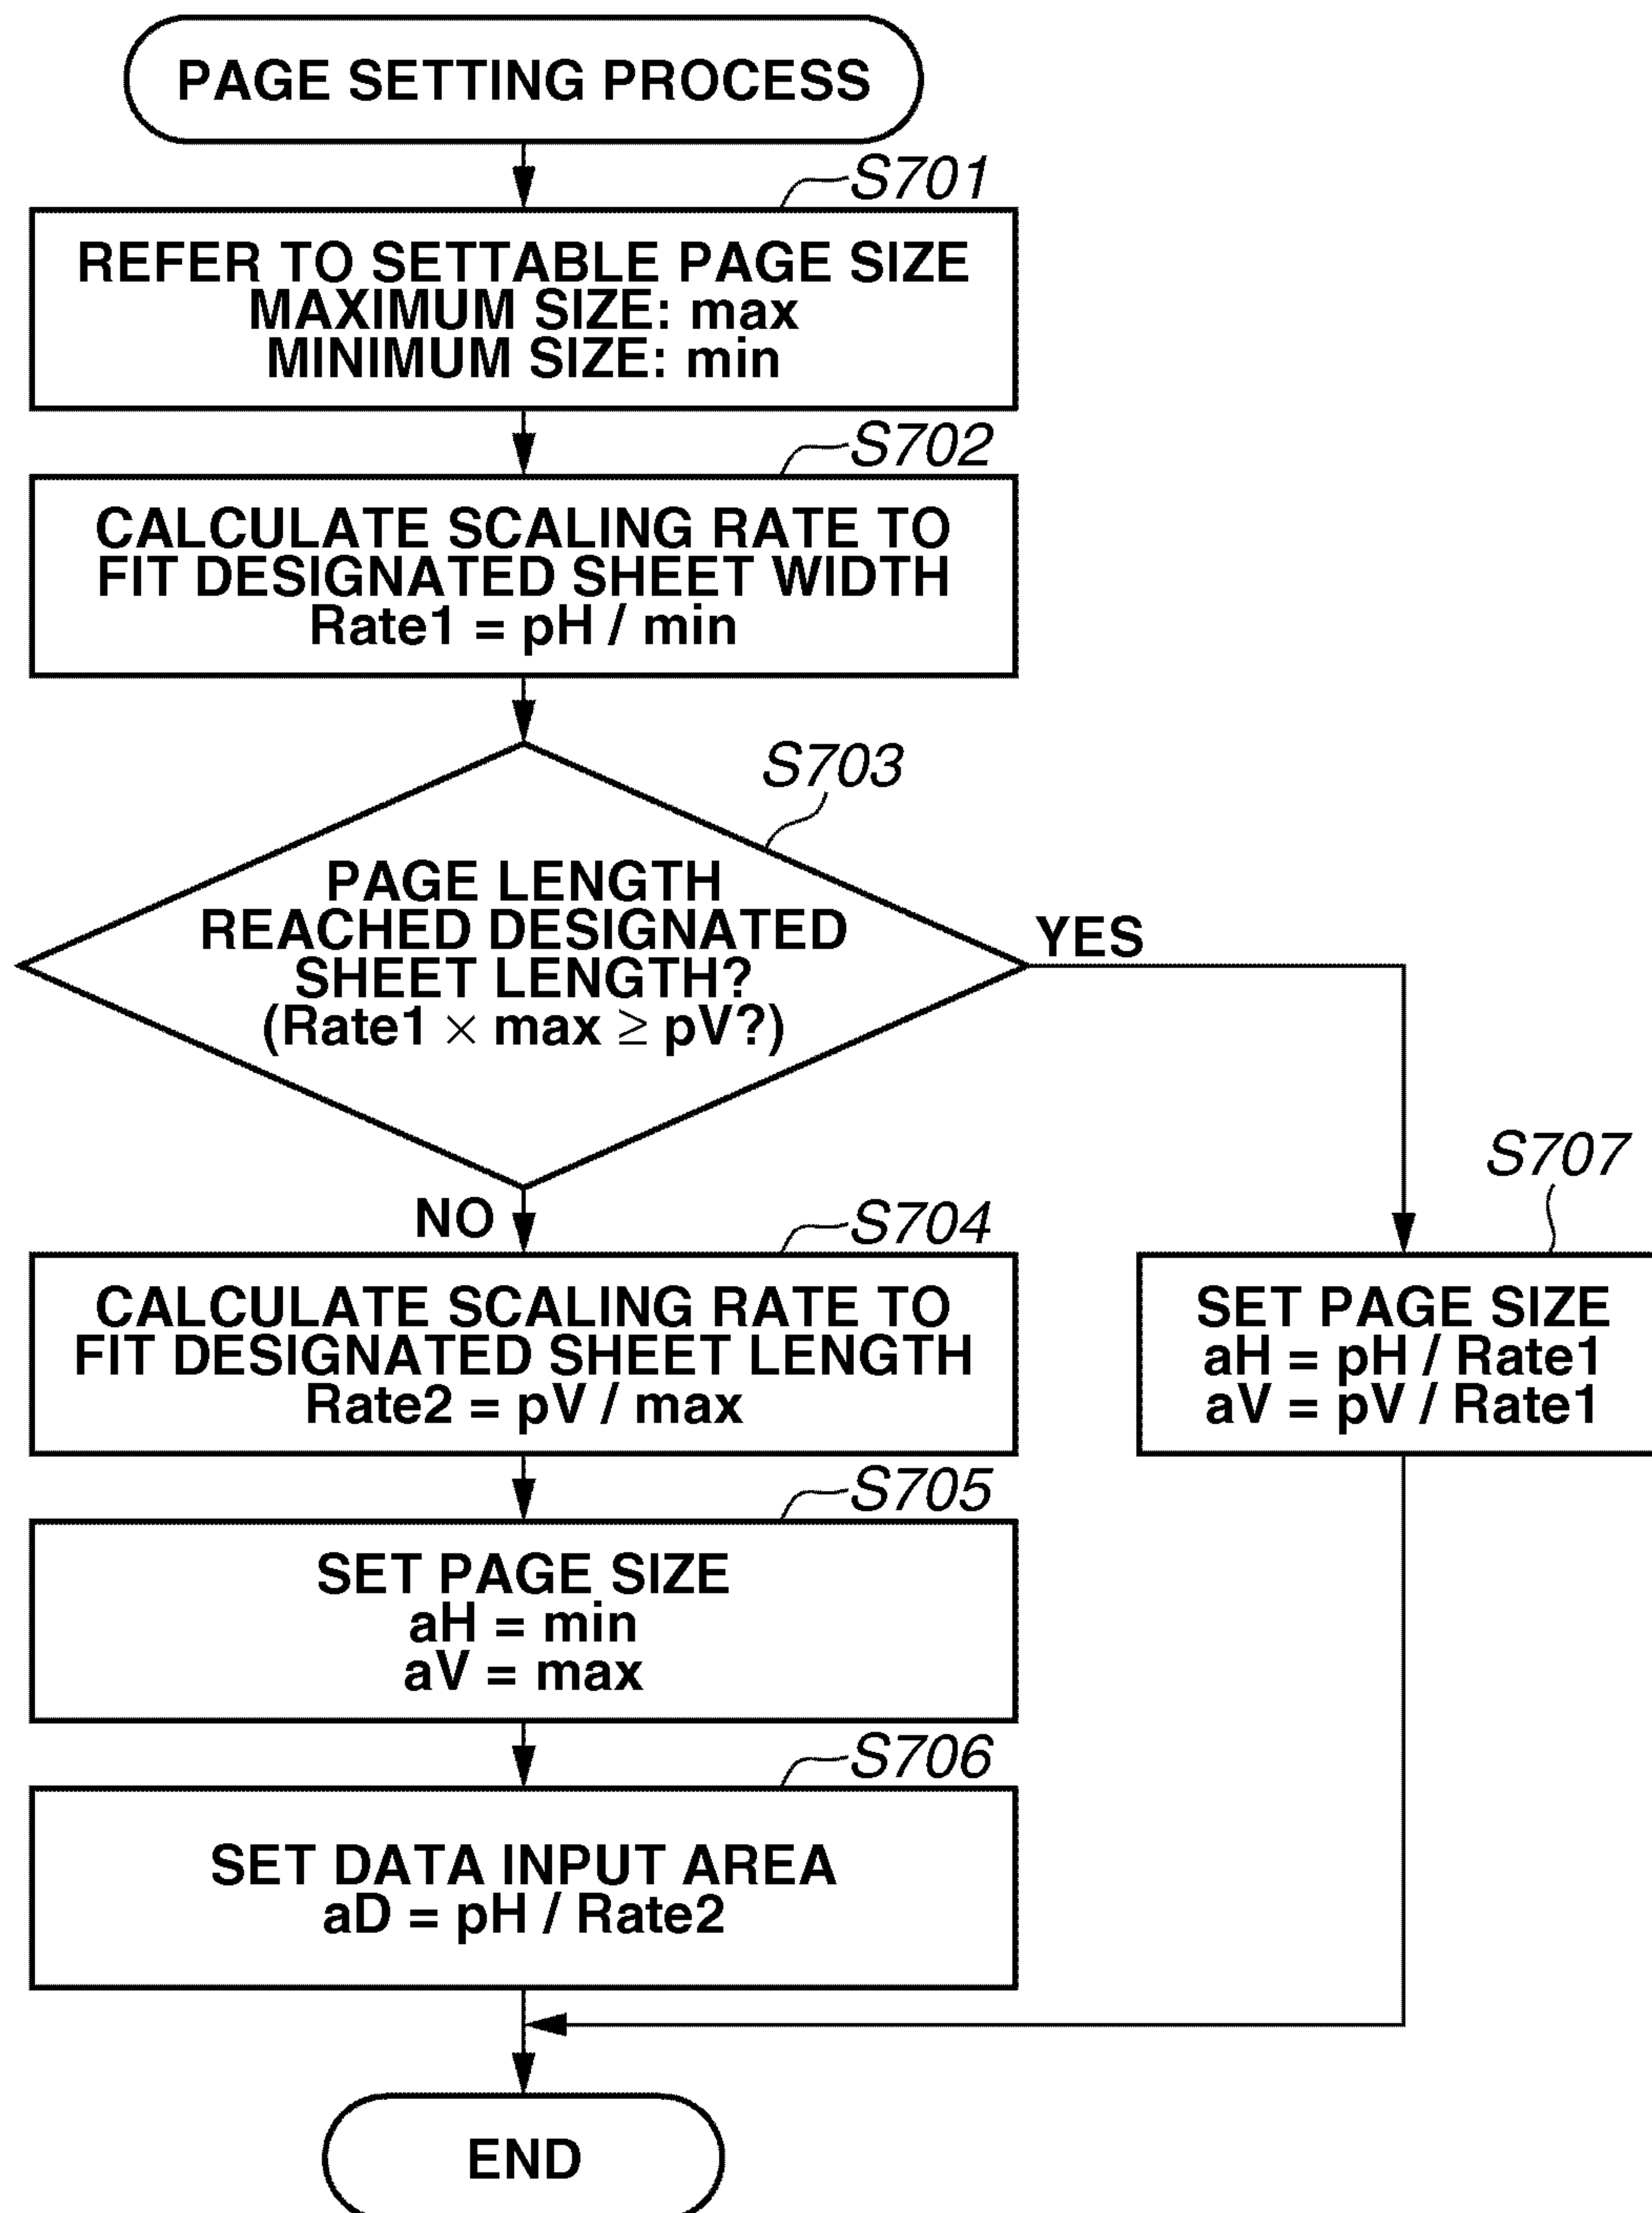 PAGE SETTING PROCESS
S701
REFER TO SETTABLE PAGE SIZE
MAXIMUM SIZE: max
MINIMUM SIZE: min
S702
CALCULATE SCALING RATE TO
FIT DESIGNATED SHEET WIDTH
Rate1 = pH / min
S703
PAGE LENGTH
REACHED DESIGNATED
SHEET LENGTH?
(Rate1 × max ≥ pV?)
YES
NO
S704
CALCULATE SCALING RATE TO
FIT DESIGNATED SHEET LENGTH
Rate2 = pV / max
S707
SET PAGE SIZE
aH = pH / Rate1
aV = pV / Rate1
S705
SET PAGE SIZE
aH = min
aV = max
S706
SET DATA INPUT AREA
aD = pH / Rate2
END